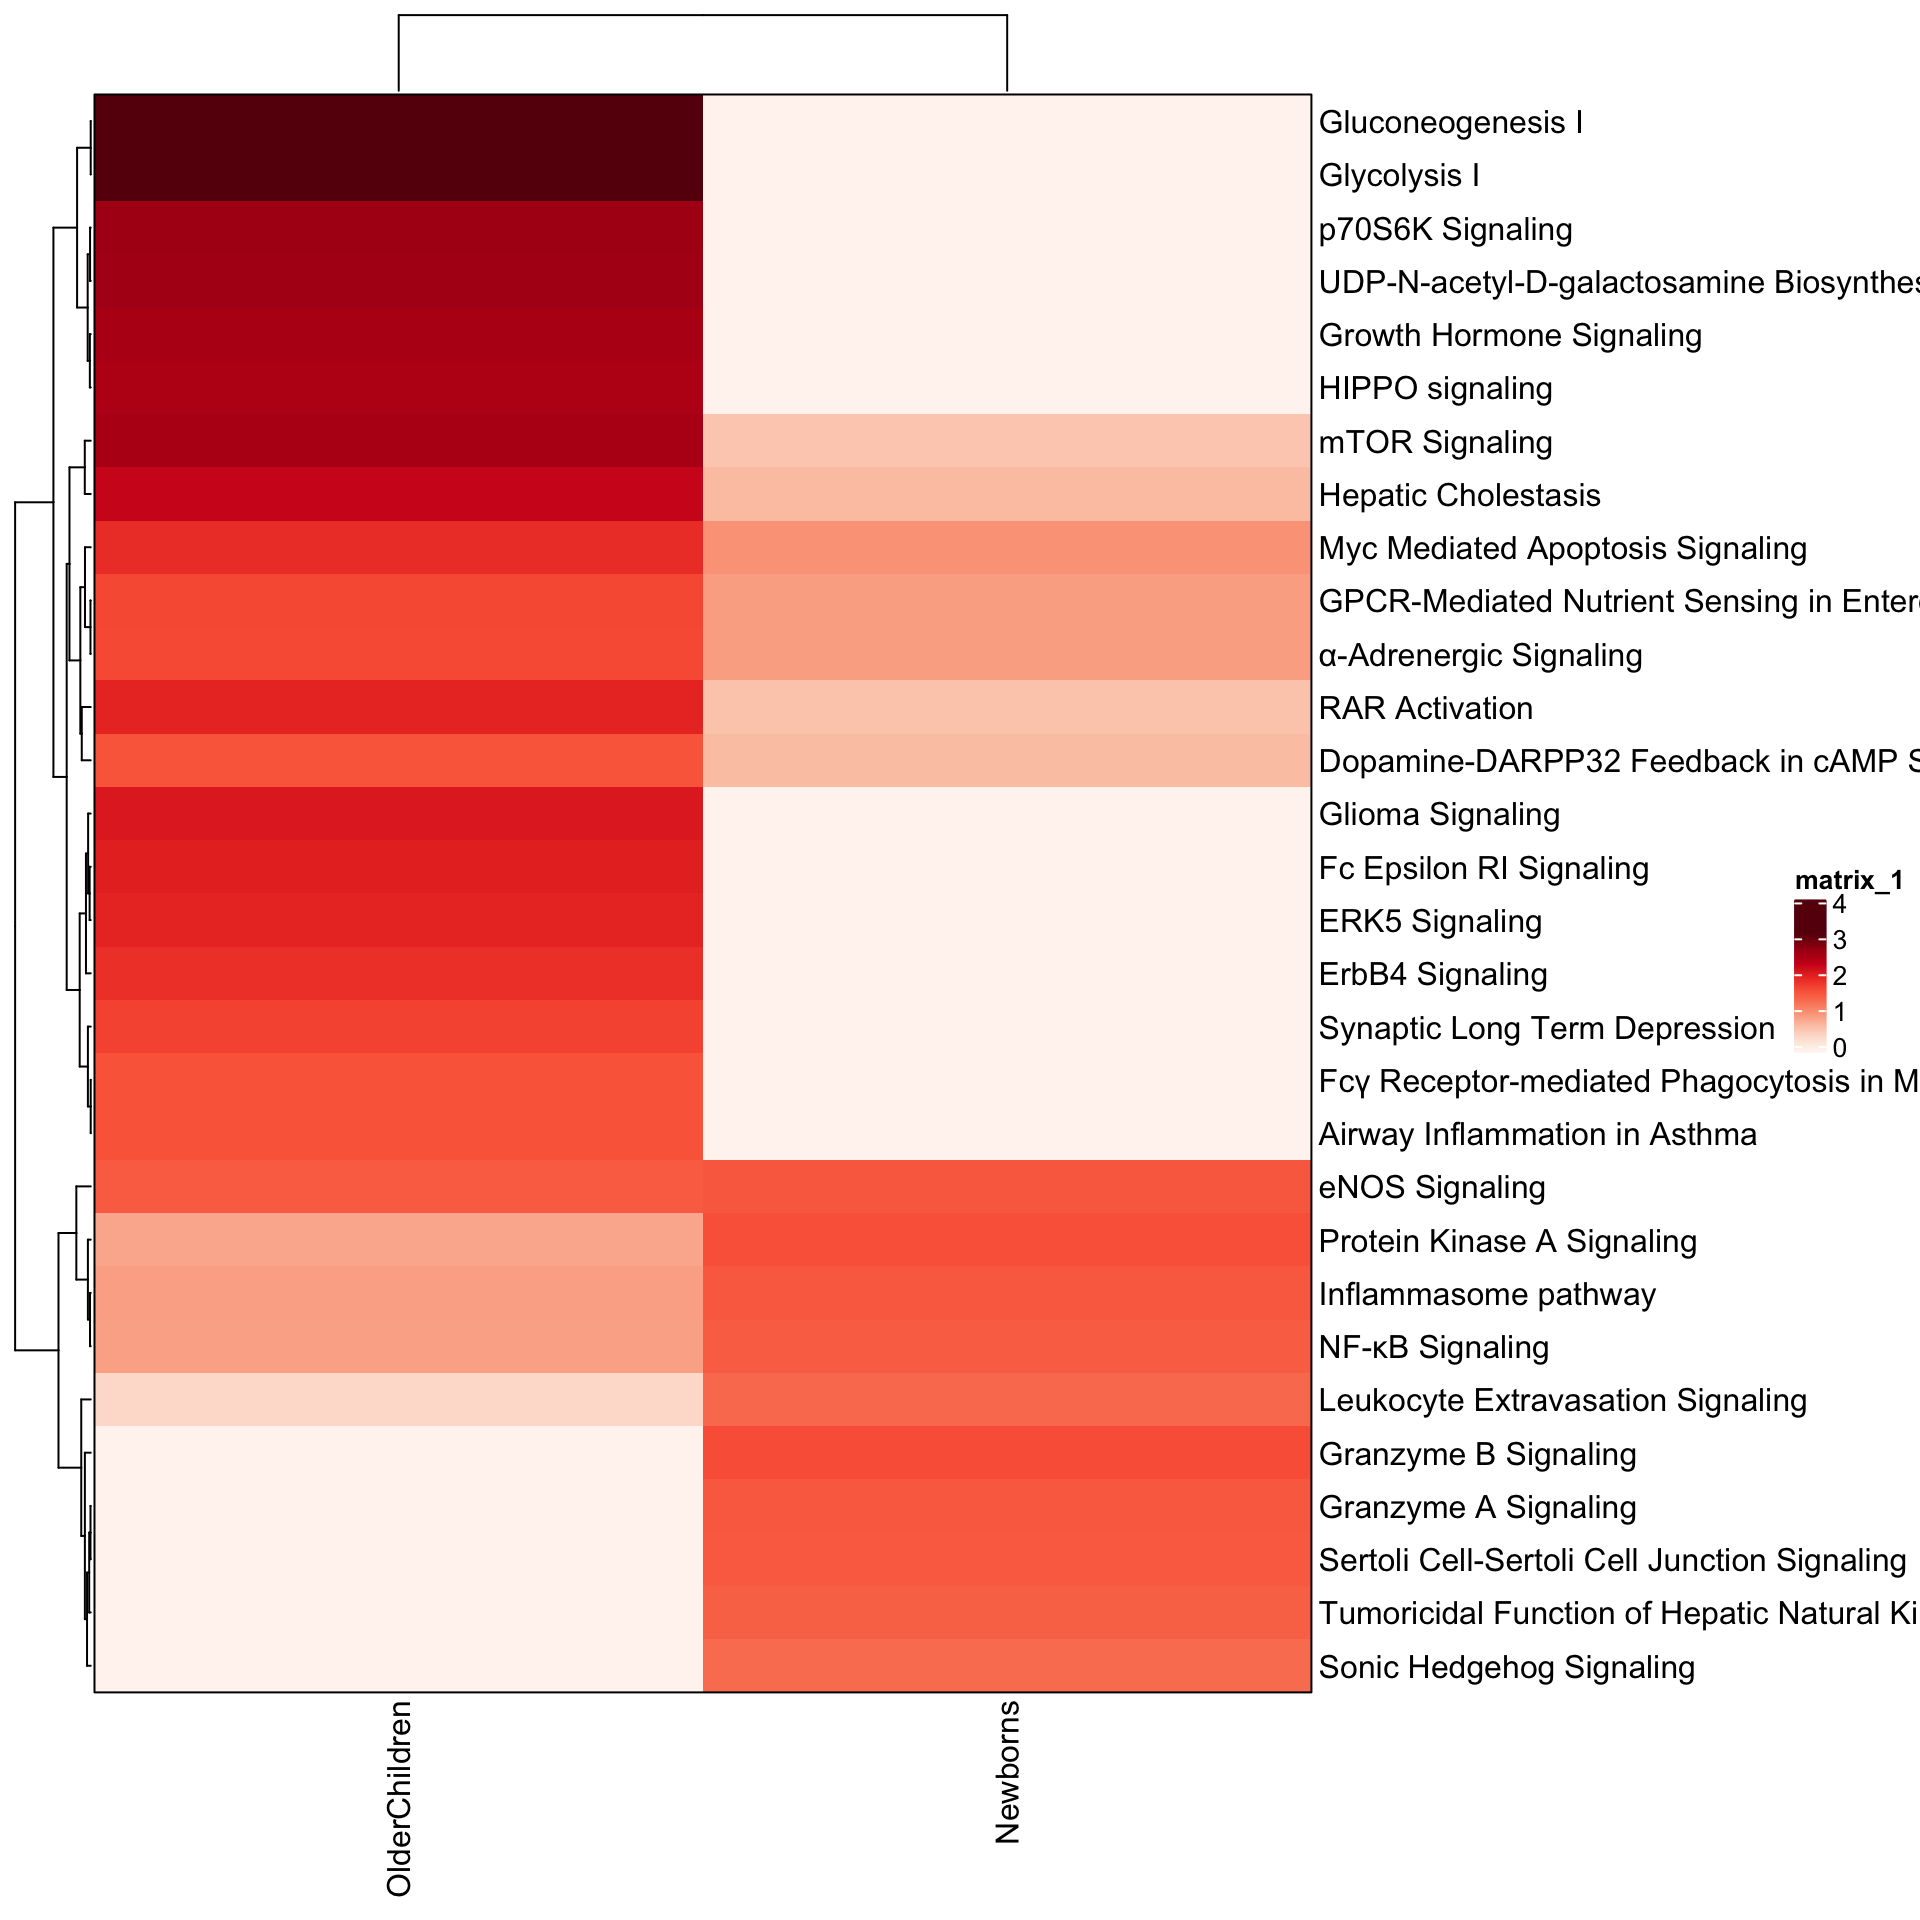 Gluconeogenesis I
Glycolysis I
p70S6K Signaling
UDP-N-acetyl-D-galactosamine Biosynthes
Growth Hormone Signaling
HIPPO signaling
mTOR Signaling
Hepatic Cholestasis
Myc Mediated Apoptosis Signaling
GPCR-Mediated Nutrient Sensing in Enter
α-Adrenergic Signaling
RAR Activation
Dopamine-DARPP32 Feedback in cAMP S
Glioma Signaling
Fc Epsilon RI Signaling
ERK5 Signaling
ErbB4 Signaling
Synaptic Long Term Depression
Fcγ Receptor-mediated Phagocytosis in M
Airway Inflammation in Asthma
eNOS Signaling
Protein Kinase A Signaling
Inflammasome pathway
NF-κB Signaling
Leukocyte Extravasation Signaling
Granzyme B Signaling
Granzyme A Signaling
Sertoli Cell-Sertoli Cell Junction Signaling
Tumoricidal Function of Hepatic Natural Ki
Sonic Hedgehog Signaling
matrix_1
4
3
2
1
0
OlderChildren
Newborns